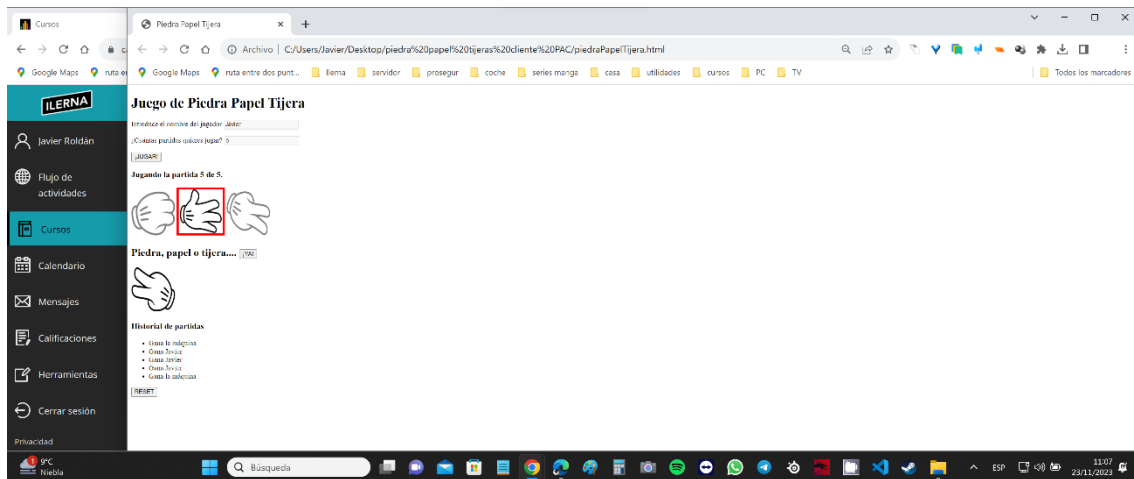 Cursos
Piedra Papel Tijera
Archivo | C:/Users/Javier/Desktop/piedra%20papel%20tijeras%20cliente%20PAC/piedraPapelTijera.html
Google Maps
ruta en
Google Maps
ruta entre dos punt...
servidor
prosegur
coche
series manga
casa
utilidades
cursos
PC
TV
Todos los marcadores
ILERNA
Javier Roldán
Flujo de
actividades
Cursos
Calendario
Mensajes
Calificaciones
Herramientas
Cerrar sesión
Privacidad
Juego de Piedra Papel Tijera
Introduce el nombre del jugador Javier
¿Cuántas partidas quieres jugar? 5
¡JUGAR!
Jugando la partida 5 de 5.
Piedra, papel o tijera.... ¡YA!
Historial de partidas
Gana la máquina
Gana Javier
Gana Javier
Gana Javier
Gana la máquina
RESET
1
9°C
Niebla
Búsqueda
ESP
11:07
23/11/2023